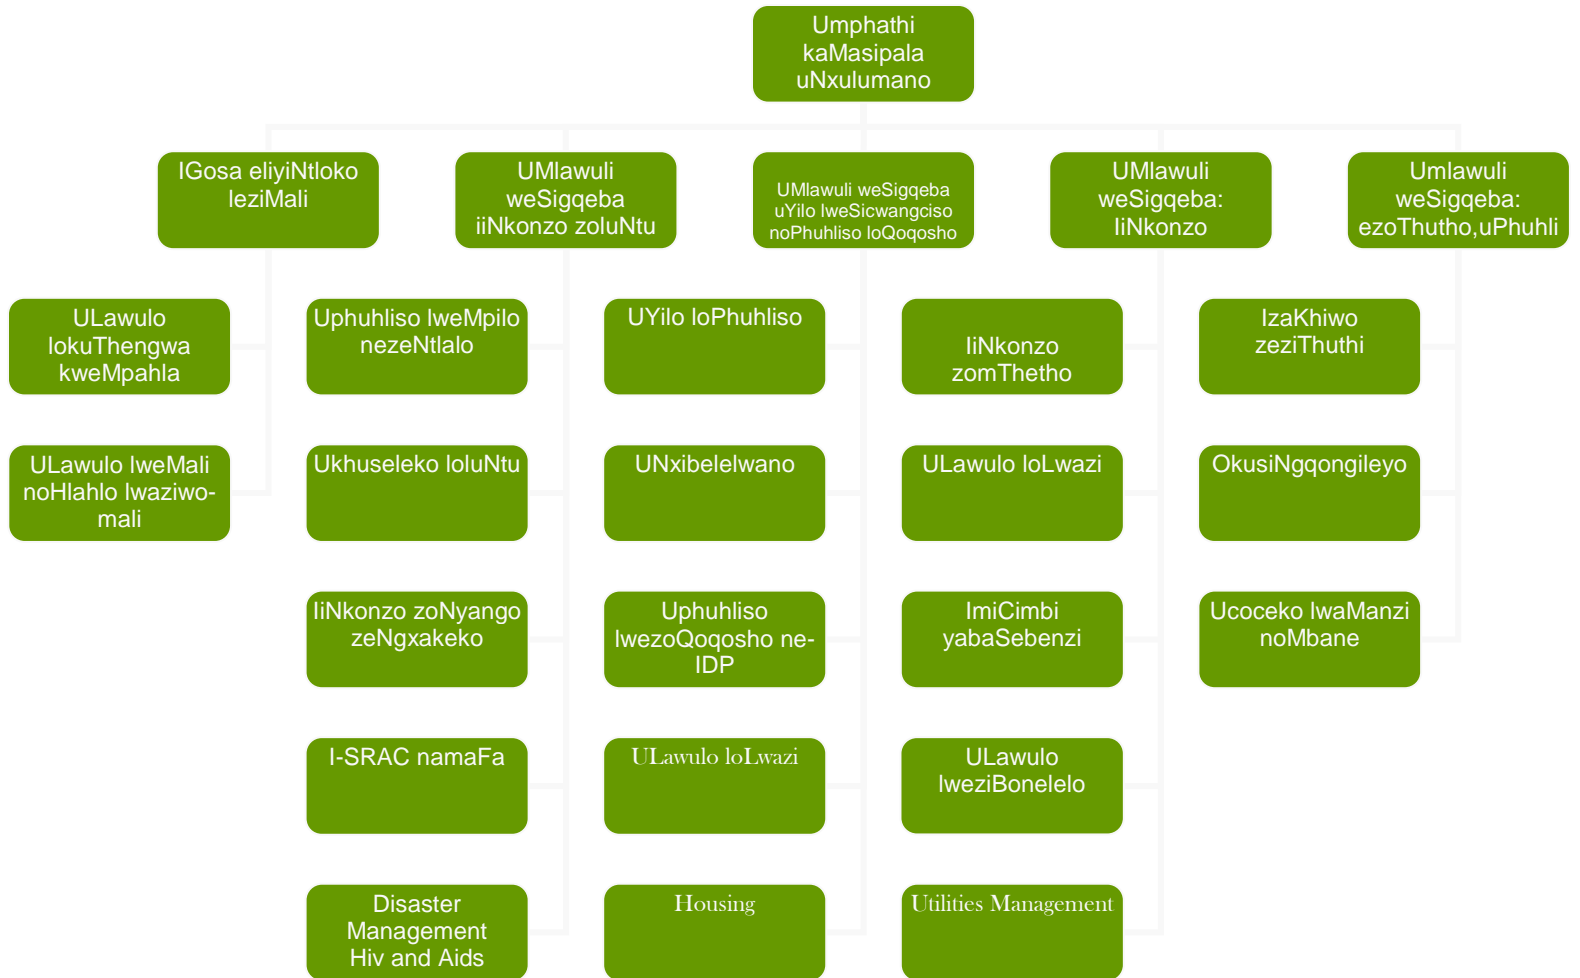 Umphathi
kaMasipala
uNxulumano
IGosa eliyiNtloko
leziMali
UMlawuli
weSigqeba
iiNkonzo zoluNtu
UMlawuli weSigqeba
uYilo lweSicwangciso
noPhuhliso loQoqosho
UMlawuli
weSigqeba:
IiNkonzo
Umlawuli
weSigqeba:
ezoThutho,uPhuhli
ULawulo
lokuThengwa
kweMpahla
Uphuhliso lweMpilo
nezeNtlalo
UYilo loPhuhliso
IiNkonzo
zomThetho
IzaKhiwo
zeziThuthi
ULawulo lweMali
noHlahlo lwaziwo-
mali
Ukhuseleko loluNtu
UNxibelelwano
ULawulo loLwazi
OkusiNgqongileyo
IiNkonzo zoNyango
zeNgxakeko
Uphuhliso
lwezoQoqosho ne-
IDP
ImiCimbi
yabaSebenzi
Ucoceko lwaManzi
noMbane
I-SRAC namaFa
ULawulo loLwazi
ULawulo
lweziBonelelo
Disaster
Management
Hiv and Aids
Housing
Utilities Management